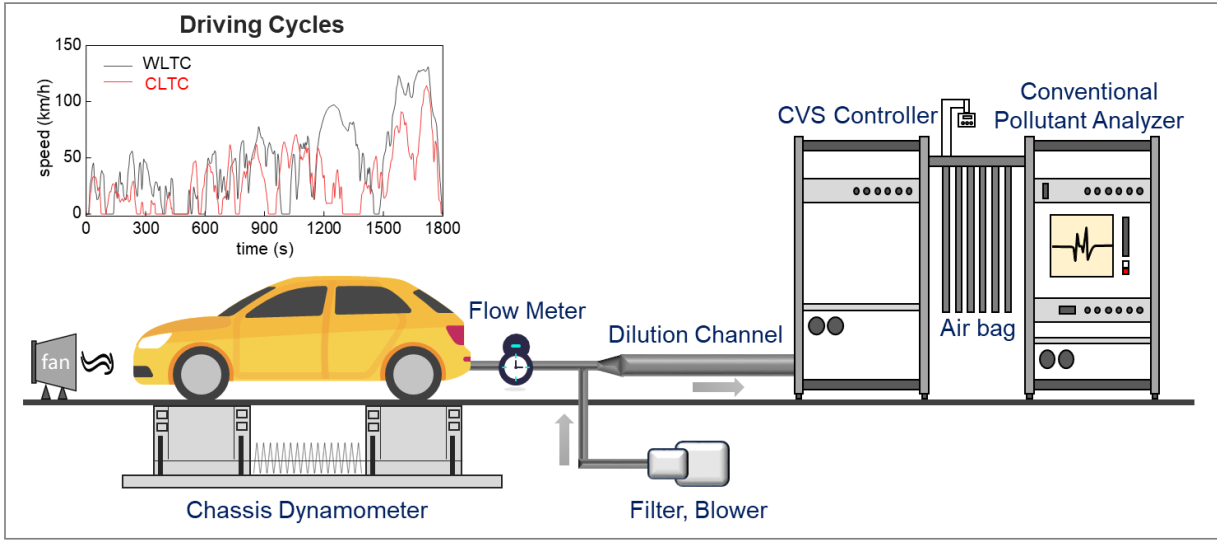 Driving Cycles
150
100
50
0
speed (km/h)
WLTC
CLTC
0 300 600 900 1200 1500 1800
time (s)
CVS Controller
Conventional
Pollutant Analyzer
Air bag
Flow Meter
Dilution Channel
fan
Chassis Dynamometer
Filter, Blower